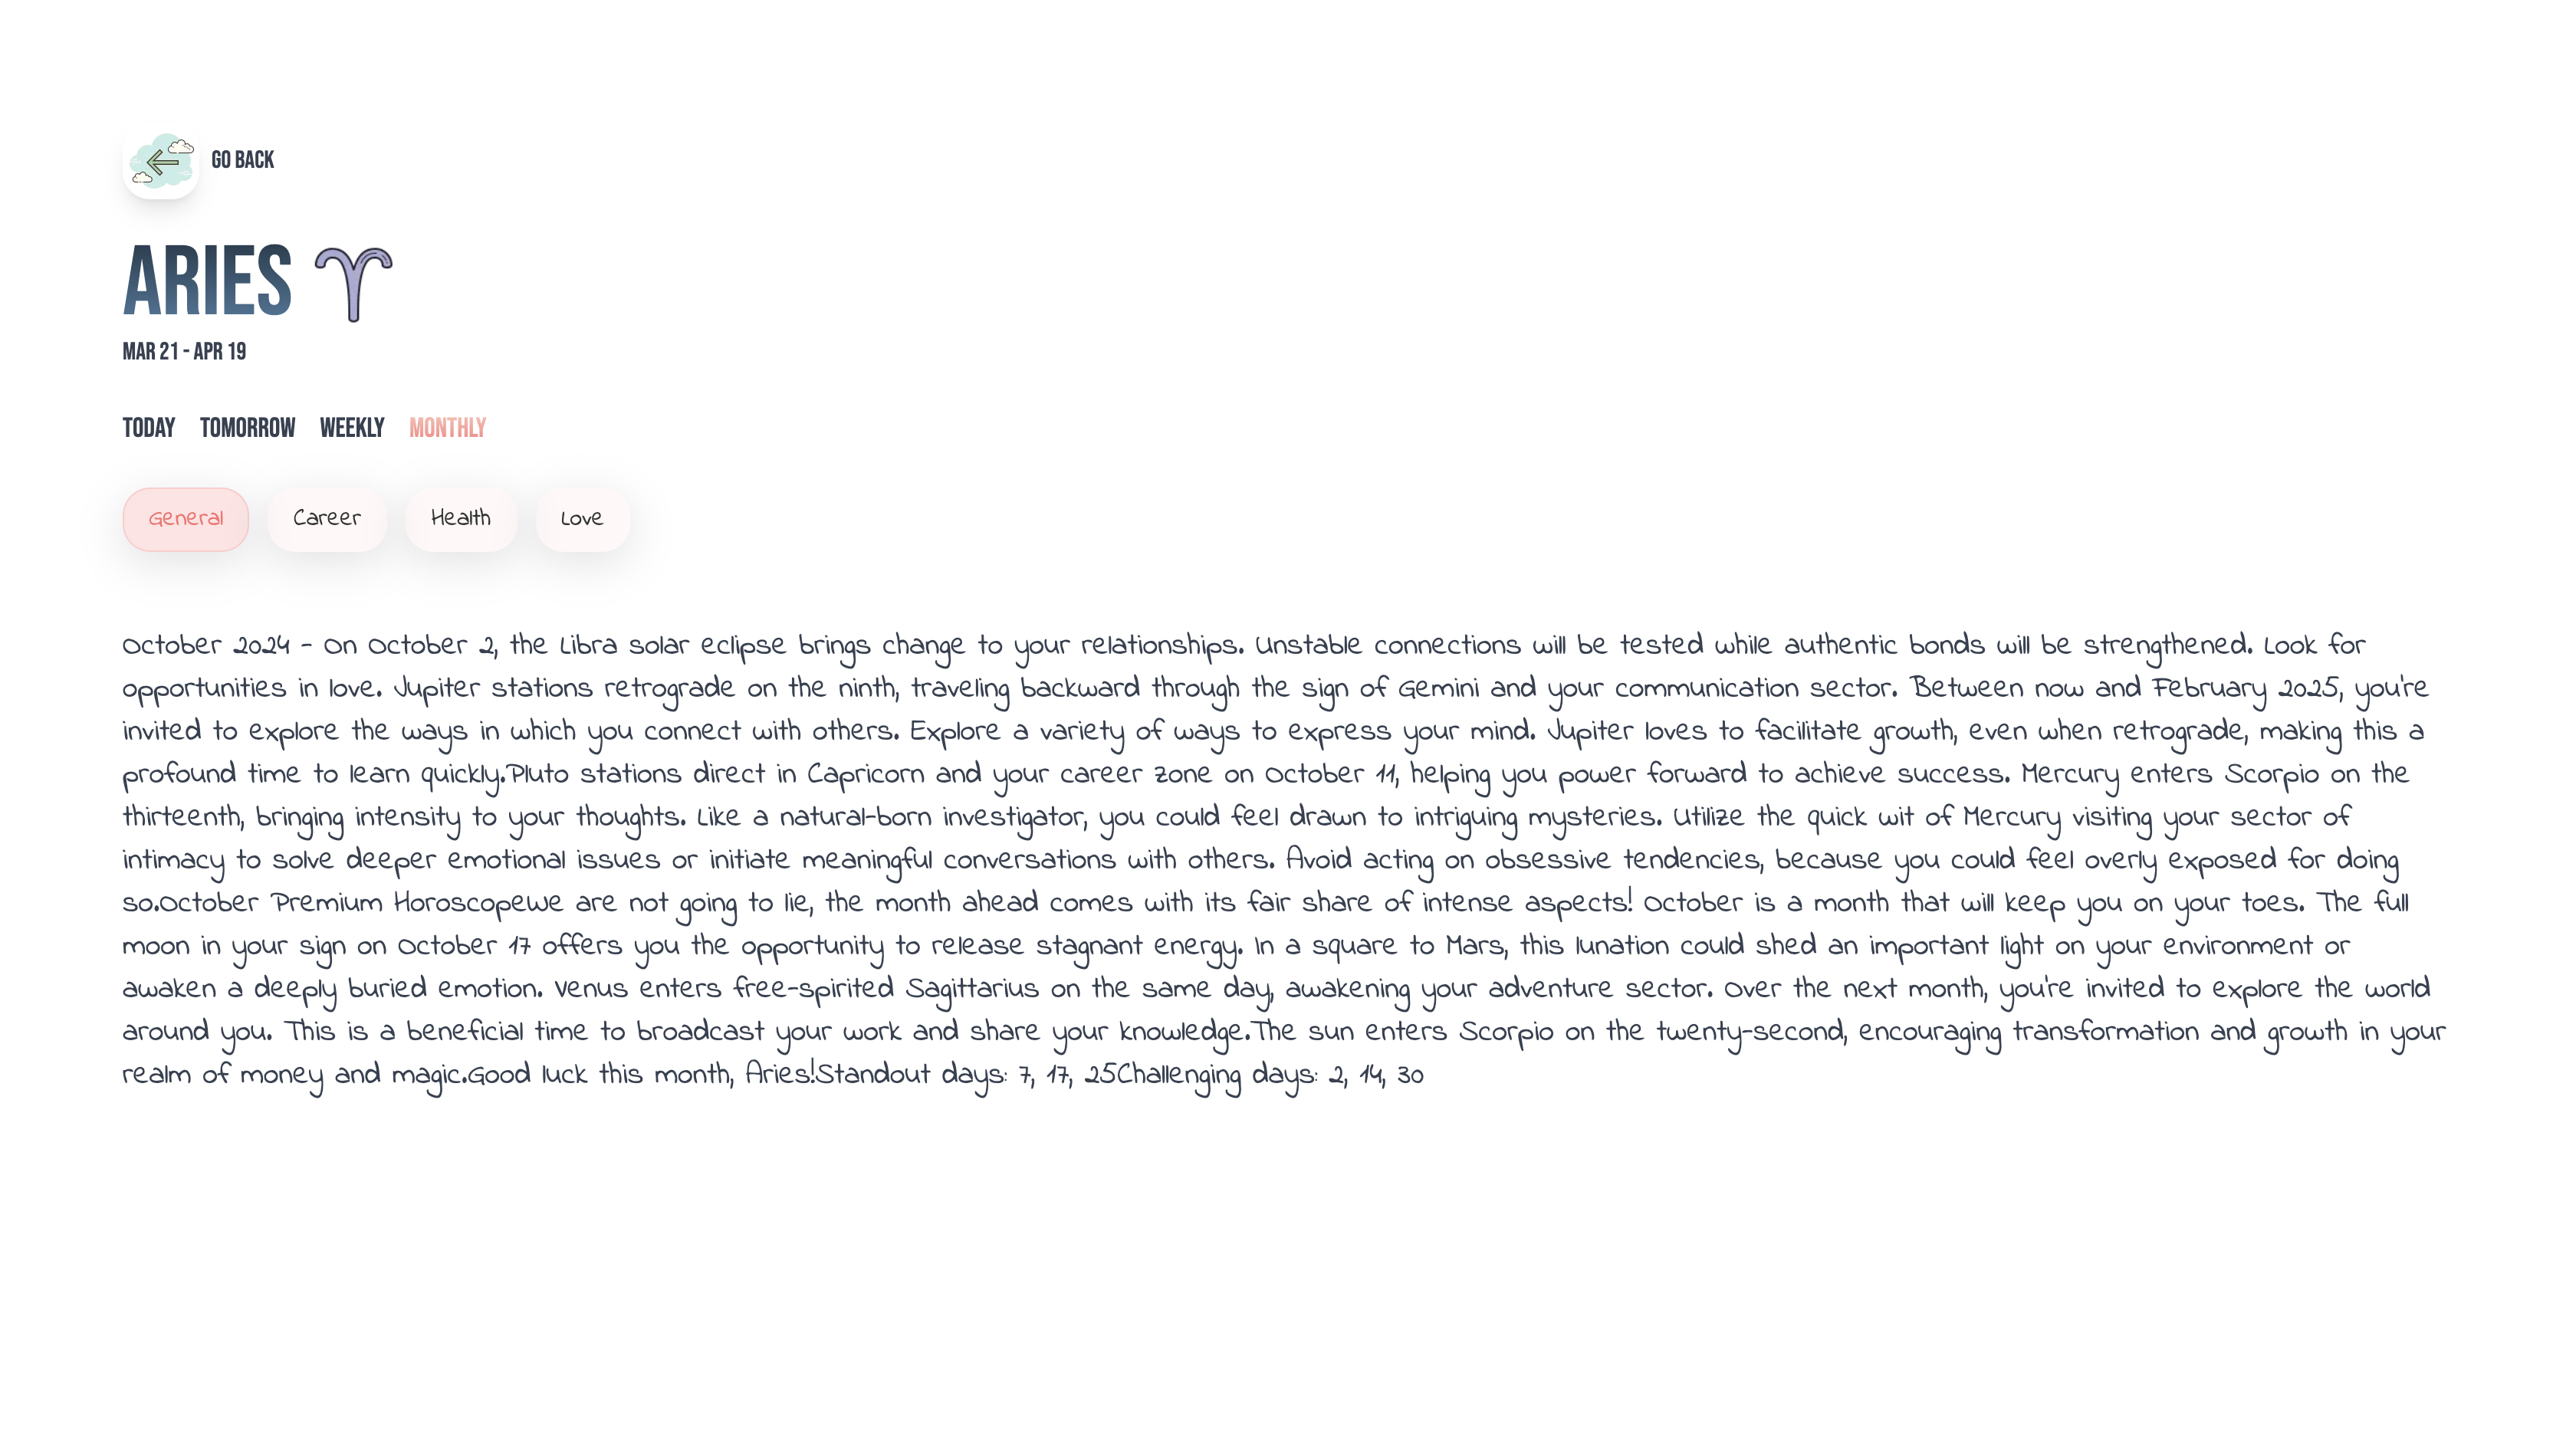 GO BACK
ARIES
MAR 21 - APR 19
TODAY TOMORROW WEEKLY MONTHLY
General Career Health Love
October 2024 - On October 2, the Libra solar eclipse brings change to your relationships. Unstable connections will be tested while authentic bonds will be strengthened. Look for
opportunities in love. Jupiter stations retrograde on the ninth, traveling backward through the sign of Gemini and your communication sector. Between now and February 2025, you're
invited to explore the ways in which you connect with others. Explore a variety of ways to express your mind. Jupiter loves to facilitate growth, even when retrograde, making this a
profound time to learn quickly.Pluto stations direct in Capricorn and your career zone on October 11, helping you power forward to achieve success. Mercury enters Scorpio on the
thirteenth, bringing intensity to your thoughts. Like a natural-born investigator, you could feel drawn to intriguing mysteries. Utilize the quick wit of Mercury visiting your sector of
intimacy to solve deeper emotional issues or initiate meaningful conversations with others. Avoid acting on obsessive tendencies, because you could feel overly exposed for doing
so.October Premium HoroscopeWe are not going to lie, the month ahead comes with its fair share of intense aspects! October is a month that will keep you on your toes. The full
moon in your sign on October 17 offers you the opportunity to release stagnant energy. In a square to Mars, this lunation could shed an important light on your environment or
awaken a deeply buried emotion. Venus enters free-spirited Sagittarius on the same day, awakening your adventure sector. Over the next month, you're invited to explore the world
around you. This is a beneficial time to broadcast your work and share your knowledge.The sun enters Scorpio on the twenty-second, encouraging transformation and growth in your
realm of money and magic.Good luck this month, Aries!Standout days: 7, 17, 25Challenging days: 2, 14, 30